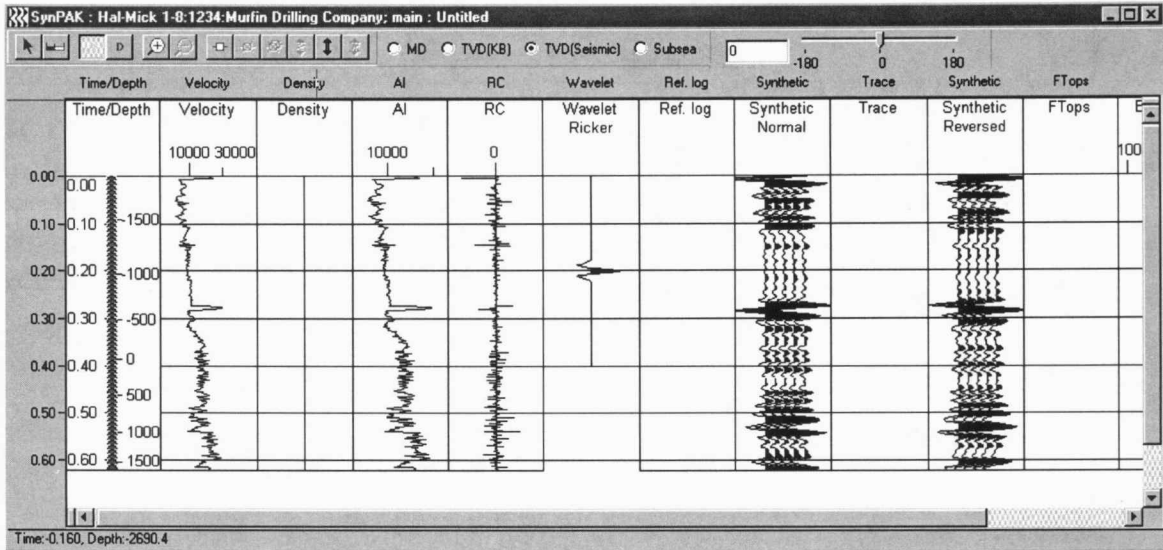 SynPAK : Hal-Mick 1-8:1234:Murfin Drilling Company; main : Untitled
D MD TVD(KB) TVD(Seismic) Subsea 0
-180 0 180
Time/Depth Velocity Density AI RC Wavelet Ref. log Synthetic Trace Synthetic FTops
Time/Depth Velocity Density AI RC Wavelet Ref. log Synthetic Trace Synthetic FTops E
Ricker Normal Reversed
10000 30000 10000 0 100
0.00 0.00
-1500
0.10 0.10
0.20 0.20 -1000
0.30 0.30 -500
0
0.40 0.40
500
0.50 0.50
1000
0.60 0.60 1500
Time:-0.160, Depth:-2690.4